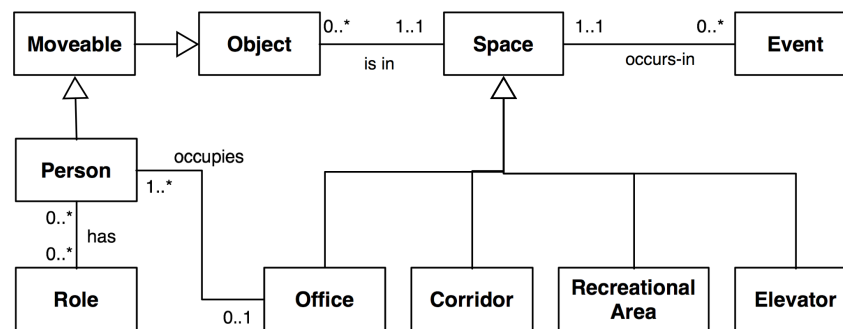 Moveable
Object
0..*
1..1
is in
Space
1..1
0..*
occurs-in
Event
Person
occupies
1..*
0..*
has
0..*
Role
0..1
Office
Corridor
Recreational
Area
Elevator